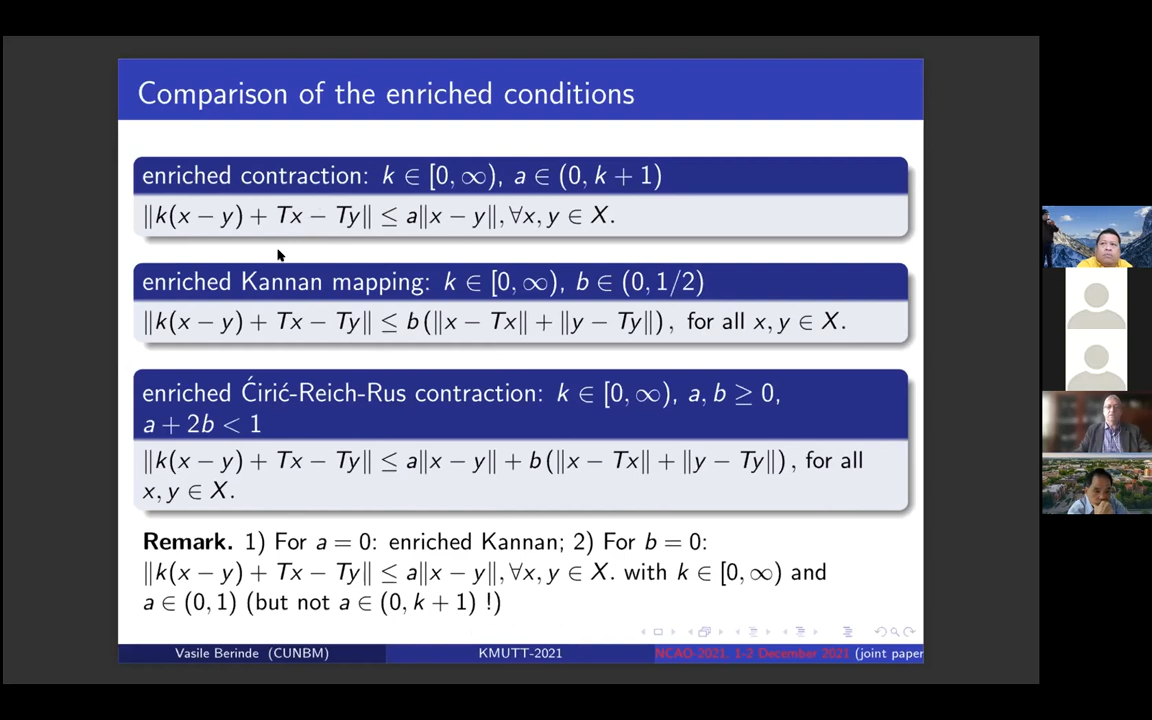 Comparison of the enriched conditions
enriched contraction: k ∈ [0, ∞), a ∈ (0, k + 1)
‖k(x − y) + Tx − Ty‖ ≤ a‖x − y‖, ∀x, y ∈ X.
enriched Kannan mapping: k ∈ [0, ∞), b ∈ (0, 1/2)
‖k(x − y) + Tx − Ty‖ ≤ b (‖x − Tx‖ + ‖y − Ty‖) , for all x, y ∈ X.
enriched Ćirić-Reich-Rus contraction: k ∈ [0, ∞), a, b ≥ 0,
a + 2b < 1
‖k(x − y) + Tx − Ty‖ ≤ a‖x − y‖ + b (‖x − Tx‖ + ‖y − Ty‖) , for all
x, y ∈ X.
Remark. 1) For a = 0: enriched Kannan; 2) For b = 0:
‖k(x − y) + Tx − Ty‖ ≤ a‖x − y‖, ∀x, y ∈ X. with k ∈ [0, ∞) and
a ∈ (0, 1) (but not a ∈ (0, k + 1) !)
Vasile Berinde (CUNBM) KMUTT-2021 NCAO-2021, 1-2 December 2021 (joint paper